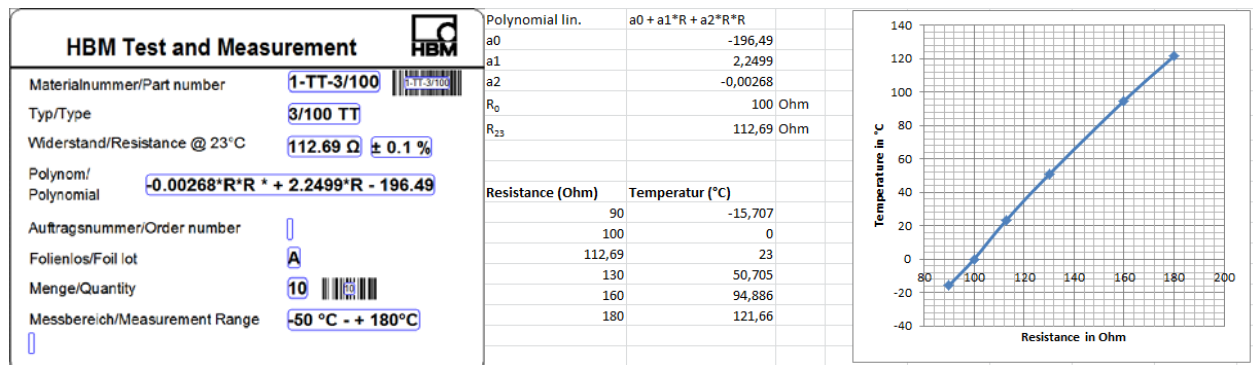 HBM
HBM Test and Measurement
Materialnummer/Part number 1-TT-3/100 1-TT-3/100
Typ/Type 3/100 TT
Widerstand/Resistance @ 23°C 112.69 Ω ± 0.1 %
Polynom/
Polynomial -0.00268*R*R * + 2.2499*R - 196.49
Auftragsnummer/Order number
Folienlos/Foil lot A
Menge/Quantity 10 10
Messbereich/Measurement Range -50 °C - + 180°C
Polynomial lin. a0 + a1*R + a2*R*R
a0 -196,49
a1 2,2499
a2 -0,00268
R0 100 Ohm
R23 112,69 Ohm
Resistance (Ohm) Temperatur (°C)
90 -15,707
100 0
112,69 23
130 50,705
160 94,886
180 121,66
Temperature in °C
140
120
100
80
60
40
20
0
-20
-40
80 100 120 140 160 180 200
Resistance in Ohm